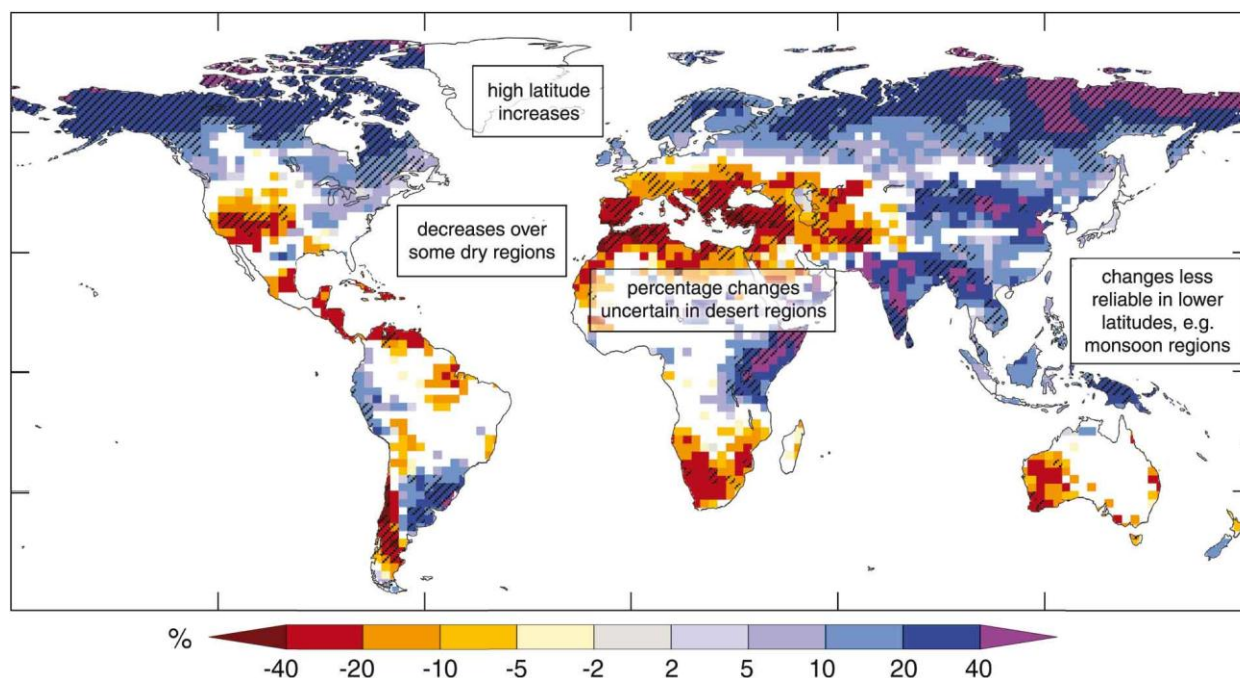 high latitude
increases
decreases over
some dry regions
percentage changes
uncertain in desert regions
changes less
reliable in lower
latitudes, e.g.
monsoon regions
% -40 -20 -10 -5 -2 2 5 10 20 40